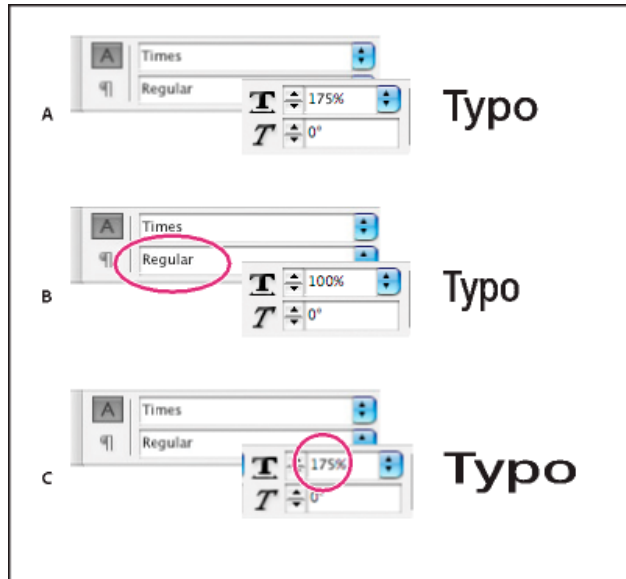 A Times
¶ Regular
T 175%
T 0°
A
Typo
A Times
¶ Regular
T 100%
T 0°
B
Typo
A Times
¶ Regular
T 175%
T 0°
C
Typo